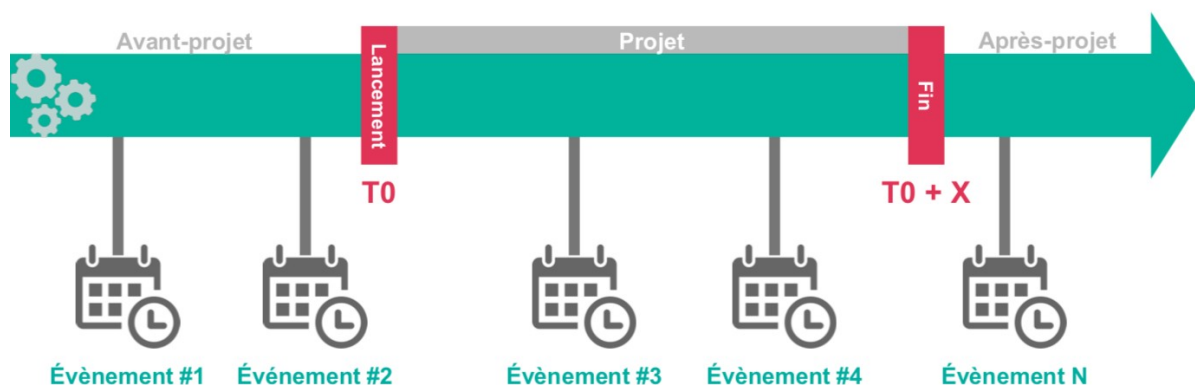 Avant-projet
Projet
Après-projet
Lancement
Fin
T0
T0 + X
Évènement #1
Événement #2
Évènement #3
Évènement #4
Évènement N